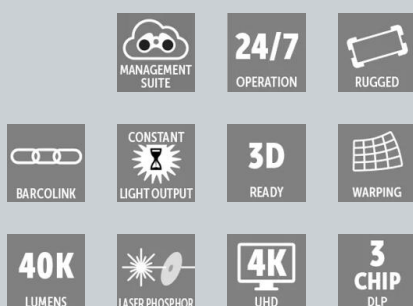 MANAGEMENT
SUITE
24/7
OPERATION
RUGGED
BARCOLINK
CONSTANT
LIGHT OUTPUT
3D
READY
WARPING
40K
LUMENS
LASER PHOSPHOR
4K
UHD
3
CHIP
DLP